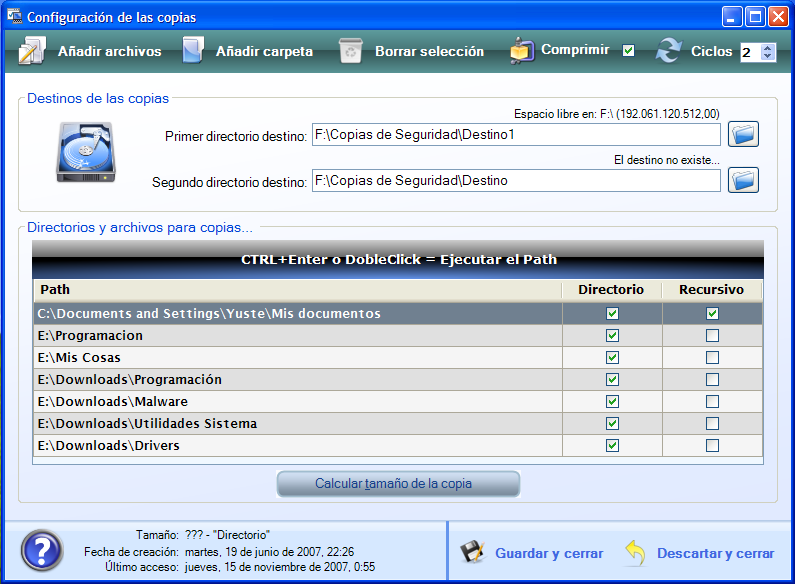 Configuración de las copias
Añadir archivos Añadir carpeta Borrar selección Comprimir Ciclos 2
Destinos de las copias
Espacio libre en: F:\ (192.061.120.512,00)
Primer directorio destino: F:\Copias de Seguridad\Destino1
El destino no existe...
Segundo directorio destino: F:\Copias de Seguridad\Destino
Directorios y archivos para copias...
CTRL+Enter o DobleClick = Ejecutar el Path
Path Directorio Recursivo
C:\Documents and Settings\Yuste\Mis documentos
E:\Programacion
E:\Mis Cosas
E:\Downloads\Programación
E:\Downloads\Malware
E:\Downloads\Utilidades Sistema
E:\Downloads\Drivers
Calcular tamaño de la copia
Tamaño: ??? - "Directorio"
Fecha de creación: martes, 19 de junio de 2007, 22:26
Último acceso: jueves, 15 de noviembre de 2007, 0:55
Guardar y cerrar Descartar y cerrar